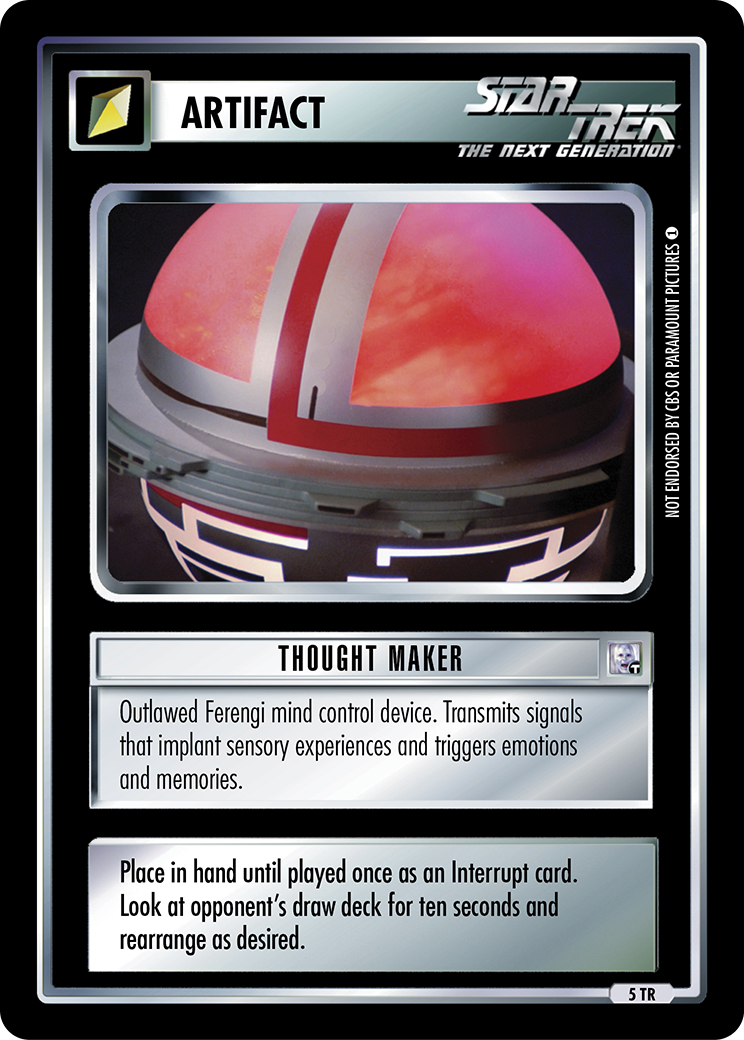 ARTIFACT
STAR TREK
THE NEXT GENERATION
NOT ENDORSED BY CBS OR PARAMOUNT PICTURES 1
THOUGHT MAKER
T
Outlawed Ferengi mind control device. Transmits signals
that implant sensory experiences and triggers emotions
and memories.
Place in hand until played once as an Interrupt card.
Look at opponent's draw deck for ten seconds and
rearrange as desired.
5 TR